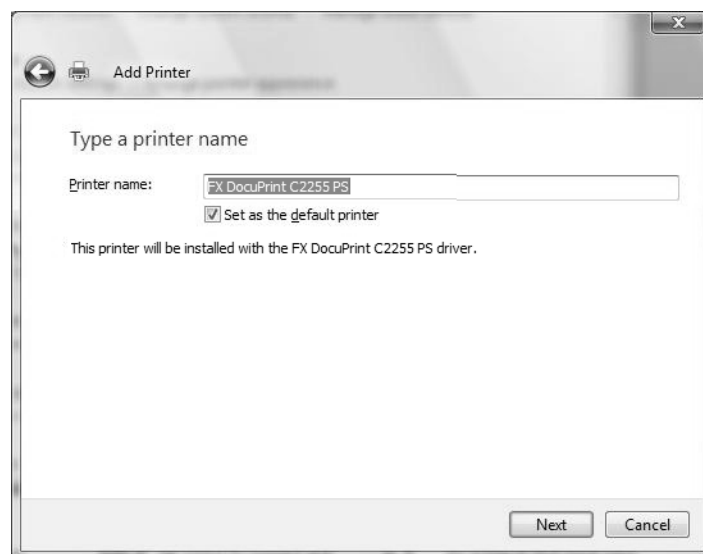 Add Printer
Type a printer name
Printer name: FX DocuPrint C2255 PS
Set as the default printer
This printer will be installed with the FX DocuPrint C2255 PS driver.
Next Cancel